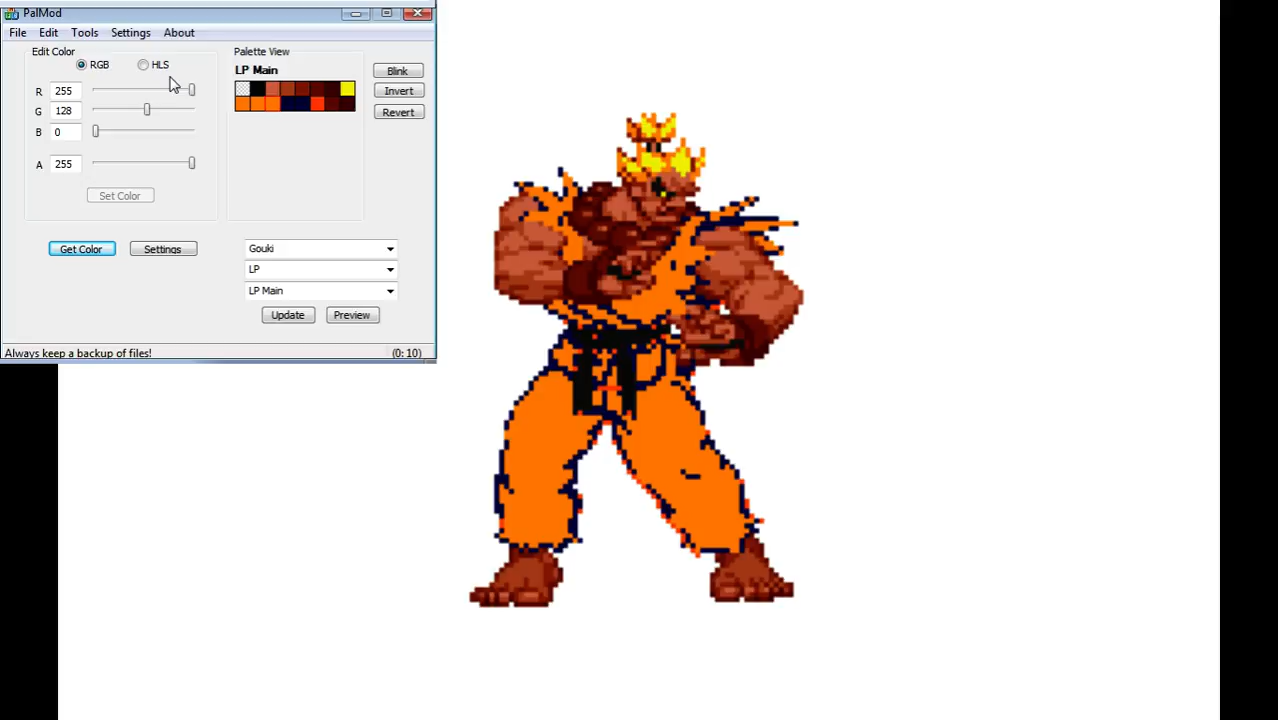 PalMod
File Edit Tools Settings About
Edit Color
RGB HLS
R 255
G 128
B 0
A 255
Set Color
Get Color Settings
Palette View
LP Main
Blink
Invert
Revert
Gouki
LP
LP Main
Update Preview
Always keep a backup of files! (0: 10)